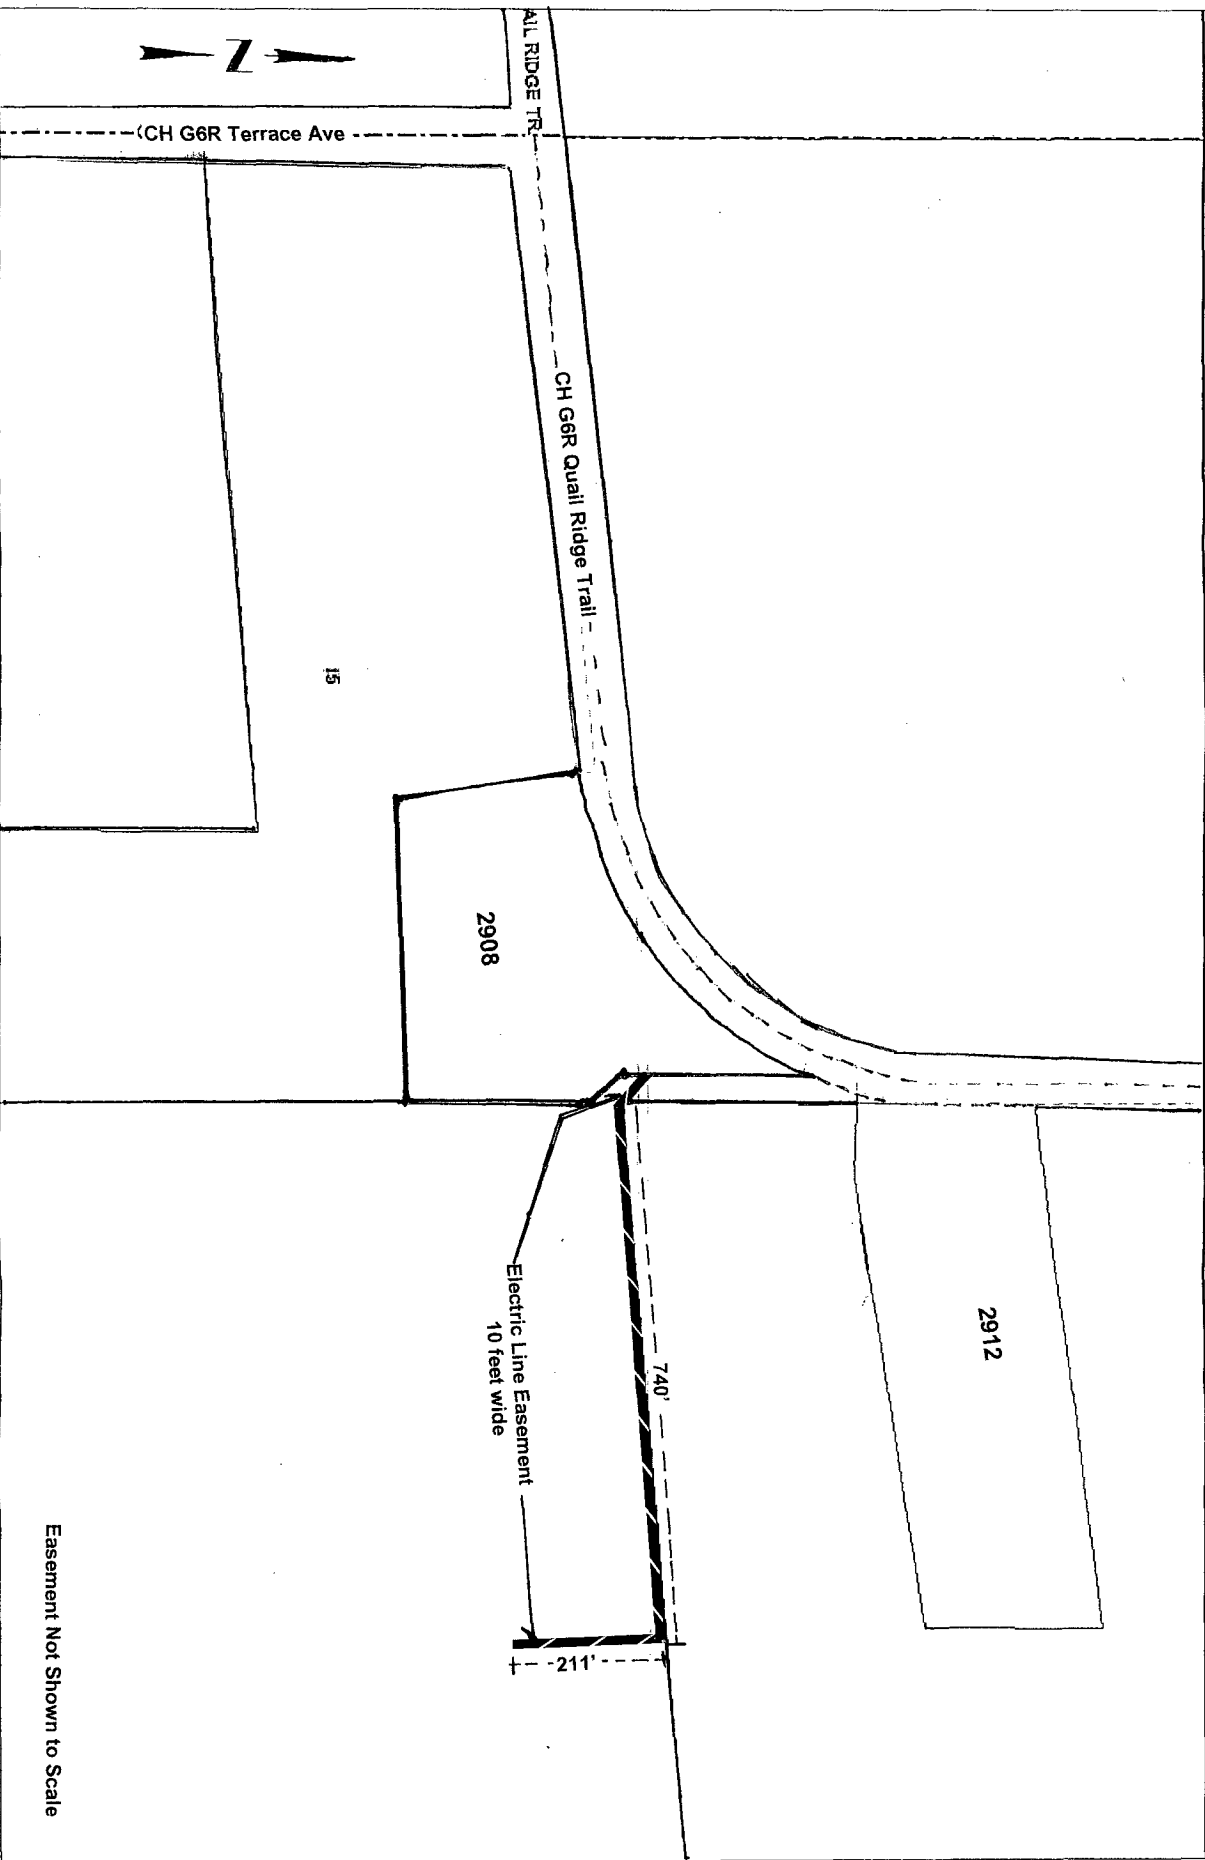 N
AIL RIDGE TR
CH G6R Terrace Ave
CH G6R Quail Ridge Trail
15
2908
2912
740'
Electric Line Easement
10 feet wide
211'
Easement Not Shown to Scale